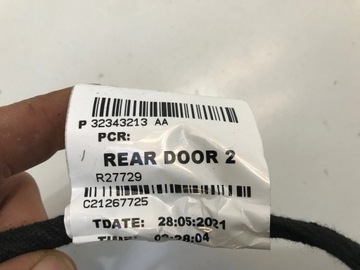 P 32343213 AA
PCR:
REAR DOOR 2
R27729
C21267725
TDATE: 28:05:2021